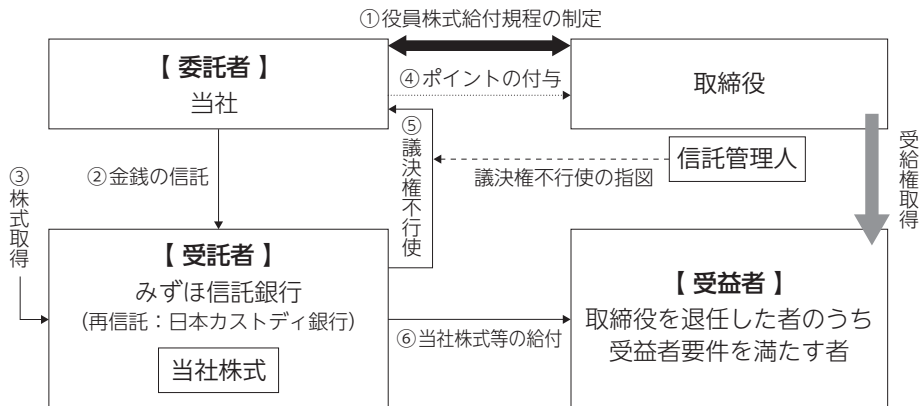 ①役員株式給付規程の制定
【 委託者 】
当社
④ポイントの付与
取締役
②金銭の信託
③株式取得
⑤議決権不行使
信託管理人
議決権不行使の指図
受給権取得
【 受託者 】
みずほ信託銀行
(再信託：日本カストディ銀行)
当社株式
⑥当社株式等の給付
【 受益者 】
取締役を退任した者のうち
受益者要件を満たす者